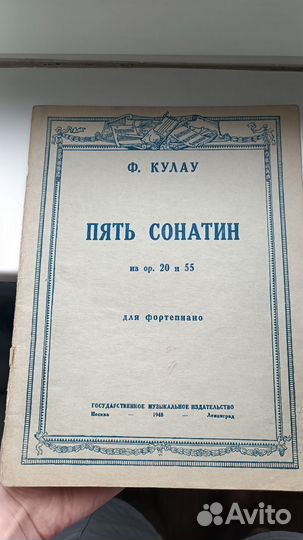 Ф. КУЛАУ
ПЯТЬ СОНАТИН
из ор. 20 и 55
для фортепиано
ГОСУДАРСТВЕННОЕ МУЗЫКАЛЬНОЕ ИЗДАТЕЛЬСТВО
Москва — 1948 — Ленинград
Avito